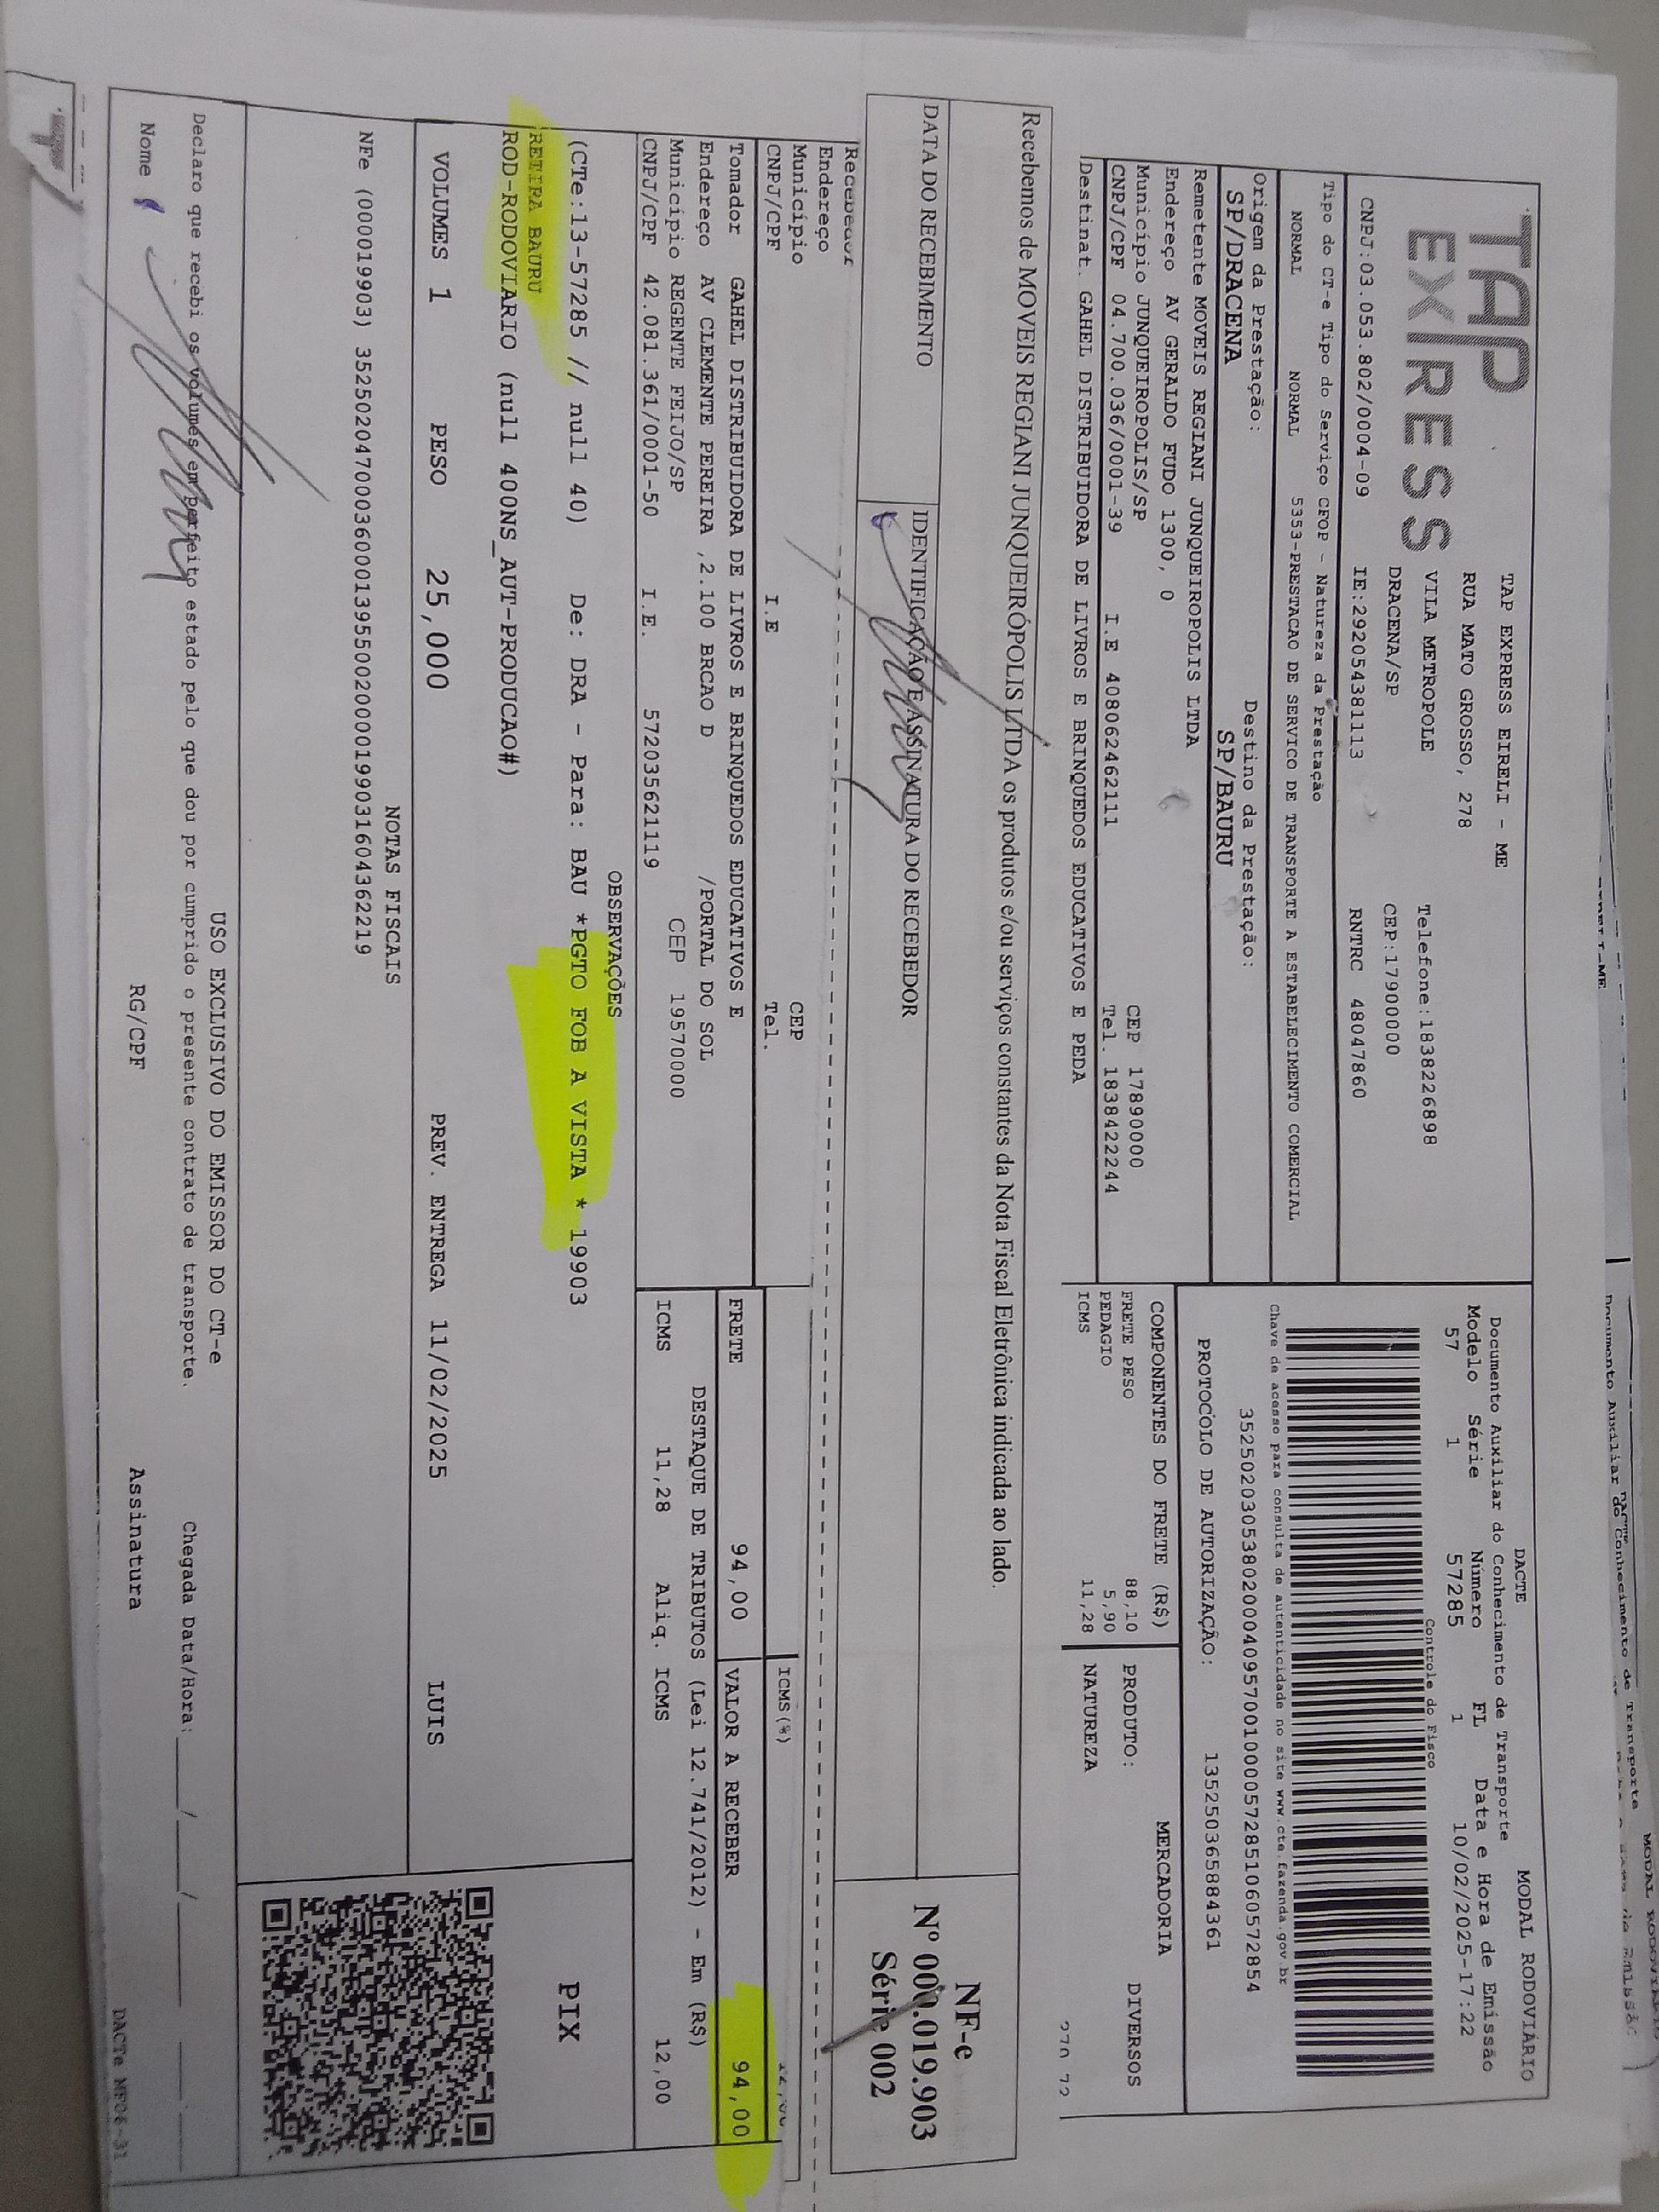 TAP
EXPRESS
TAP EXPRESS EIRELI - ME
RUA MATO GROSSO, 278
VILA METROPOLE
DRACENA/SP
Telefone:1838226898
CEP:17900000
CNPJ:03.053.802/0004-09 IE:292054381113 RNTRC 48047860
Tipo do CT-e Tipo do Serviço CFOP - Natureza da Prestação
NORMAL NORMAL 5353-PRESTACAO DE SERVICO DE TRANSPORTE A ESTABELECIMENTO COMERCIAL
Origem da Prestação: Destino da Prestação:
SP/DRACENA SP/BAURU
Remetente MOVEIS REGIANI JUNQUEIROPOLIS LTDA
Endereço AV GERALDO FUDO 1300, 0
Município JUNQUEIROPOLIS/SP CEP 17890000
CNPJ/CPF 04.700.036/0001-39 I.E 408062462111 Tel. 1838422244
Destinat. GAHEL DISTRIBUIDORA DE LIVROS E BRINQUEDOS EDUCATIVOS E PEDA
DACTE MODAL RODOVIÁRIO
Documento Auxiliar do Conhecimento de Transporte
Modelo Série Número FL Data e Hora de Emissão
57 1 57285 1 10/02/2025-17:22
Controle do Fisco
Chave de acesso para consulta de autenticidade no site www.cte.fazenda.gov.br
35250203053802000409570010000572851060572854
PROTOCOLO DE AUTORIZAÇÃO: 135250365884361
COMPONENTES DO FRETE (R$) MERCADORIA
FRETE PESO 88,10 PRODUTO: DIVERSOS
PEDAGIO 5,90
ICMS 11,28 NATUREZA
Recebemos de MOVEIS REGIANI JUNQUEIRÓPOLIS LTDA os produtos e/ou serviços constantes da Nota Fiscal Eletrônica indicada ao lado.
DATA DO RECEBIMENTO IDENTIFICAÇÃO E ASSINATURA DO RECEBEDOR
NF-e
Nº 000.019.903
Série 002
Recebedor
Endereço
Município CEP
CNPJ/CPF I.E Tel.
ICMS(%)
Tomador GAHEL DISTRIBUIDORA DE LIVROS E BRINQUEDOS EDUCATIVOS E
Endereço AV CLEMENTE PEREIRA ,2.100 BRCAO D /PORTAL DO SOL
Município REGENTE FEIJO/SP CEP 19570000
CNPJ/CPF 42.081.361/0001-50 I.E. 572035621119
FRETE 94,00 VALOR A RECEBER 94,00
DESTAQUE DE TRIBUTOS (Lei 12.741/2012) - Em (R$)
ICMS 11,28 Aliq. ICMS 12,00
OBSERVAÇÕES
(CTe:13-57285 // null 40) De: DRA - Para: BAU *PGTO FOB A VISTA * 19903
RETIRA BAURU
ROD-RODOVIARIO (null 400NS_AUT-PRODUCAO#)
PIX
VOLUMES 1 PESO 25,000 PREV. ENTREGA 11/02/2025 LUIS
NOTAS FISCAIS
NFe (000019903) 35250204700036000139550020000199031604362219
USO EXCLUSIVO DO EMISSOR DO CT-e
Declaro que recebi os volumes em perfeito estado pelo que dou por cumprido o presente contrato de transporte. Chegada Data/Hora:___/___/___ __:__
Nome RG/CPF Assinatura
DACTe MF06-31